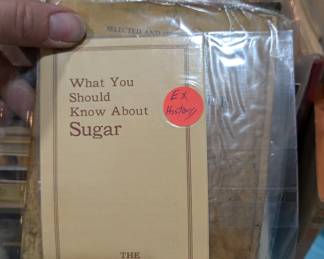 SELECTED AND
What You
Should
Know About
Sugar
Ex
History
THE